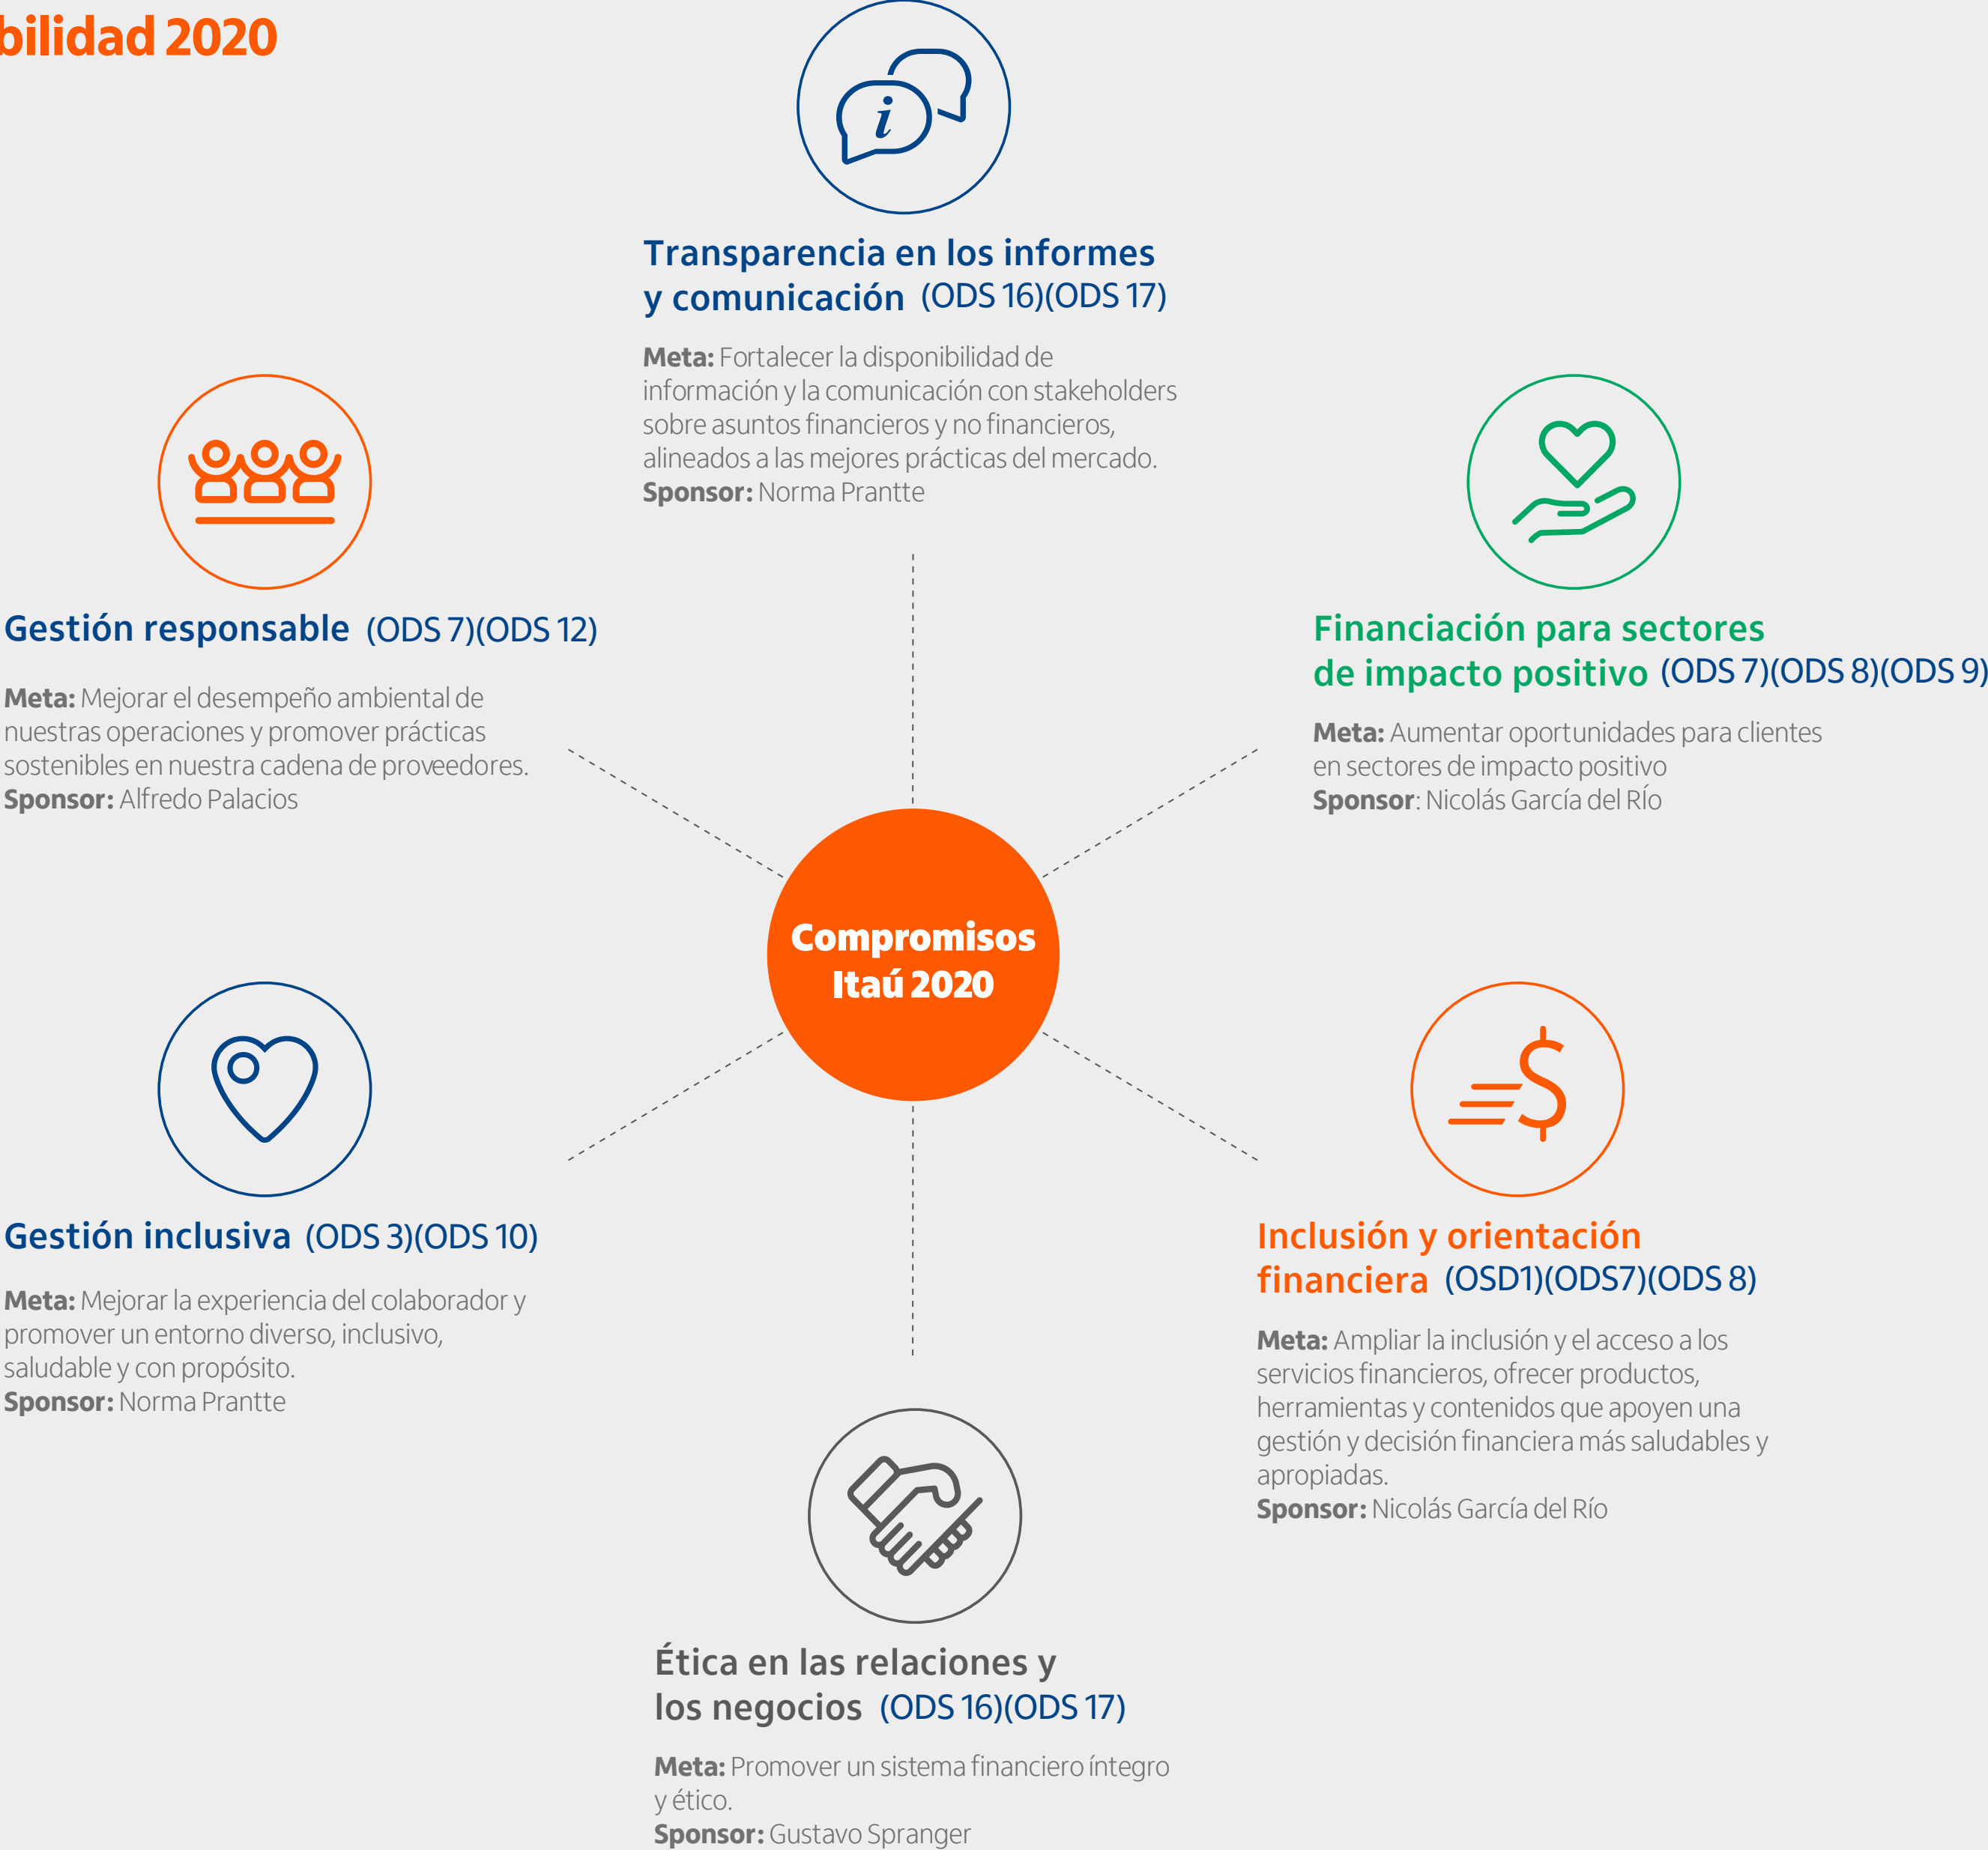 bilidad 2020
Transparencia en los informes
y comunicación (ODS 16)(ODS 17)
Meta: Fortalecer la disponibilidad de
información y la comunicación con stakeholders
sobre asuntos financieros y no financieros,
alineados a las mejores prácticas del mercado.
Sponsor: Norma Prantte
Gestión responsable (ODS 7)(ODS 12)
Meta: Mejorar el desempeño ambiental de
nuestras operaciones y promover prácticas
sostenibles en nuestra cadena de proveedores.
Sponsor: Alfredo Palacios
Financiación para sectores
de impacto positivo (ODS 7)(ODS 8)(ODS 9)
Meta: Aumentar oportunidades para clientes
en sectores de impacto positivo
Sponsor: Nicolás García del RÍo
Compromisos
Itaú 2020
Gestión inclusiva (ODS 3)(ODS 10)
Meta: Mejorar la experiencia del colaborador y
promover un entorno diverso, inclusivo,
saludable y con propósito.
Sponsor: Norma Prantte
Inclusión y orientación
financiera (OSD1)(ODS7)(ODS 8)
Meta: Ampliar la inclusión y el acceso a los
servicios financieros, ofrecer productos,
herramientas y contenidos que apoyen una
gestión y decisión financiera más saludables y
apropiadas.
Sponsor: Nicolás García del Río
Ética en las relaciones y
los negocios (ODS 16)(ODS 17)
Meta: Promover un sistema financiero íntegro
y ético.
Sponsor: Gustavo Spranger